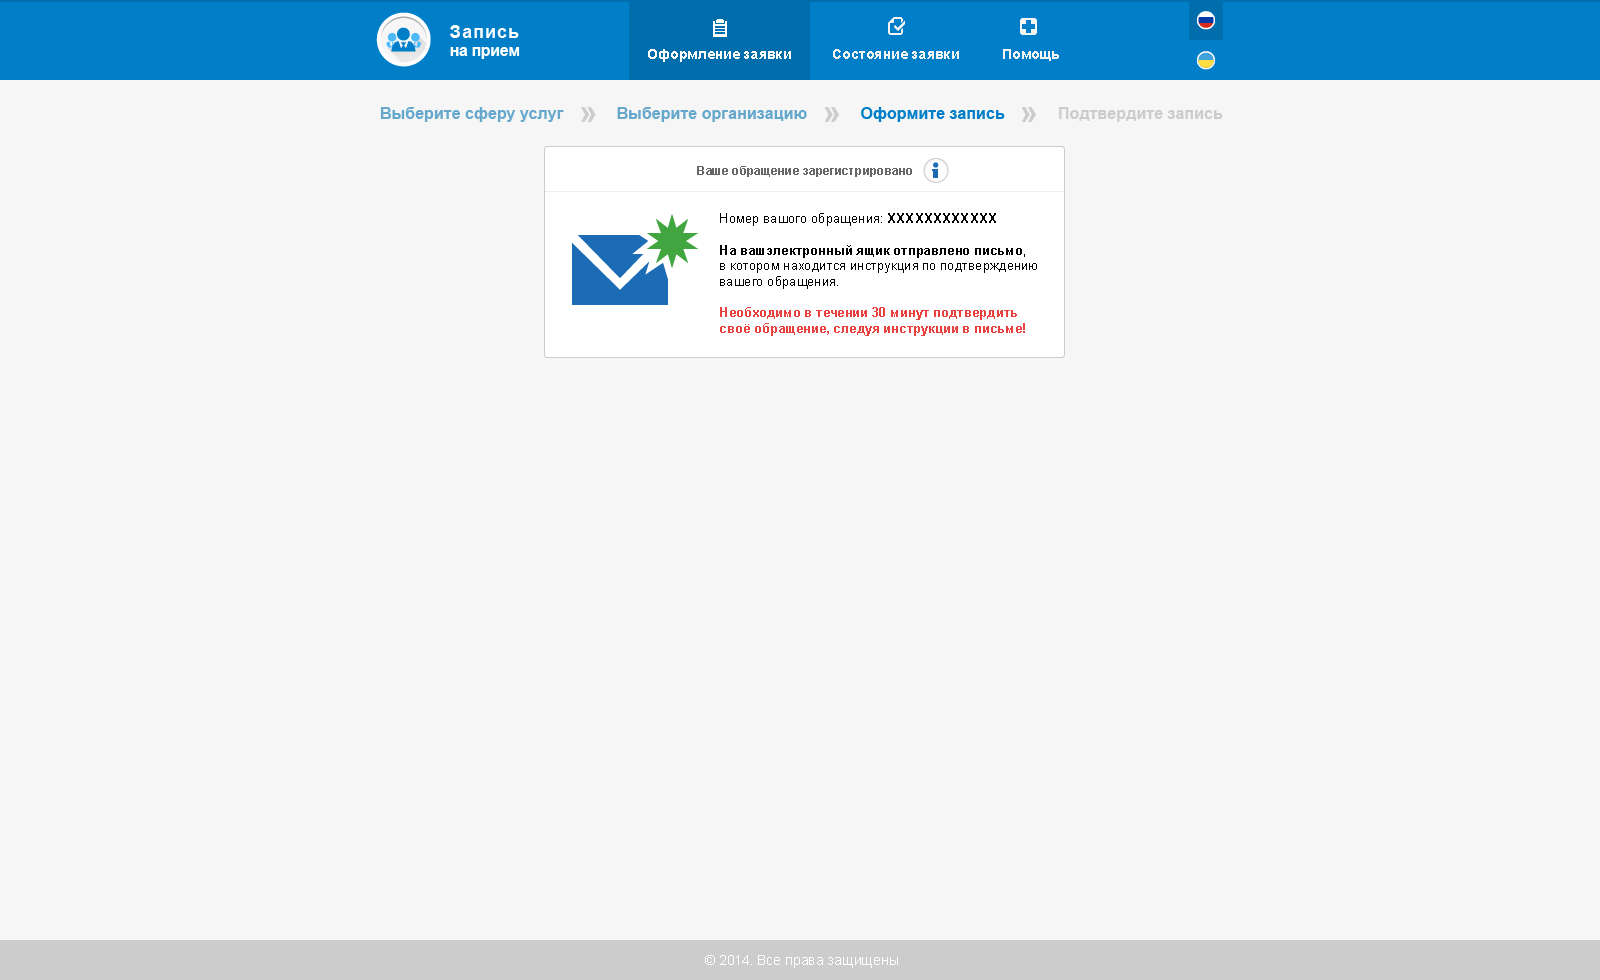 Запись
на прием
Оформление заявки
Состояние заявки
Помощь
Выберите сферу услуг » Выберите организацию » Оформите запись » Подтвердите запись
Ваше обращение зарегистрировано
Номер вашого обращения: XXXXXXXXXXXX
На вашэлектронный ящик отправлено письмо,
в котором находится инструкция по подтверждению
вашего обращения.
Необходимо в течении 30 минут подтвердить
своё обращение, следуя инструкции в письме!
© 2014. Все права защищены